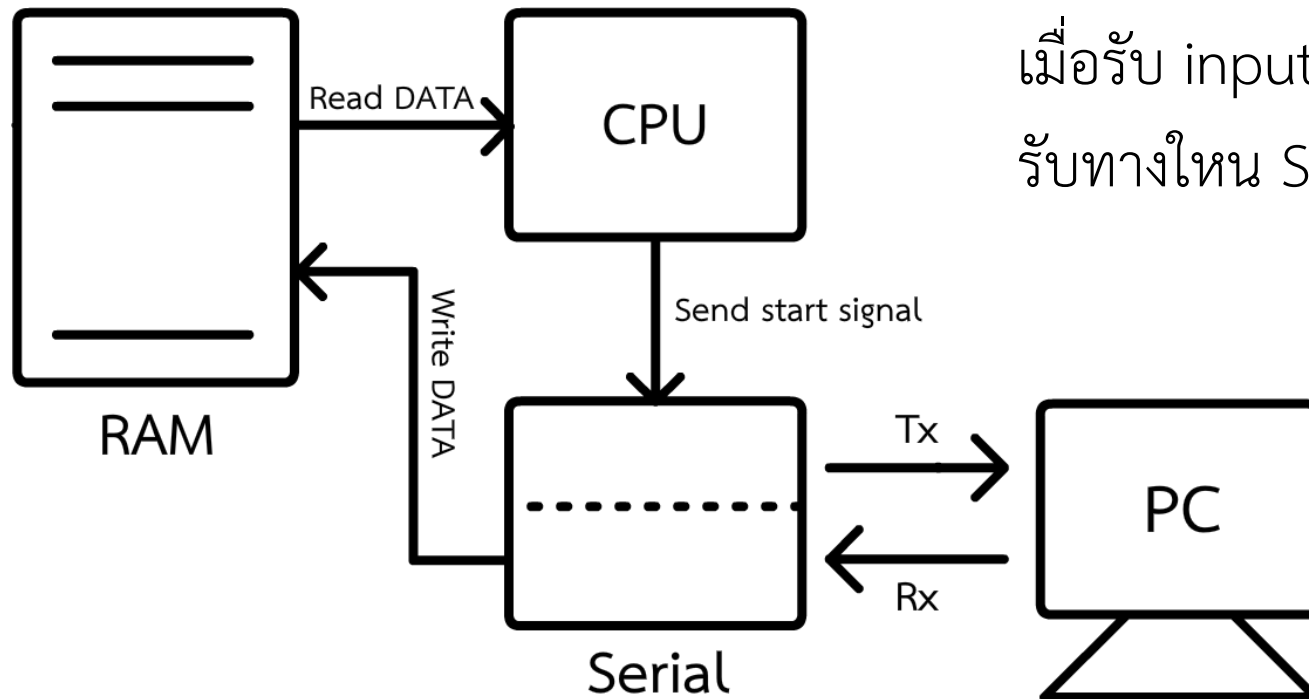 เมื่อรับ input
รับทางใหน S
Read DATA
CPU
Send start signal
Write DATA
RAM
Tx
PC
Rx
Serial